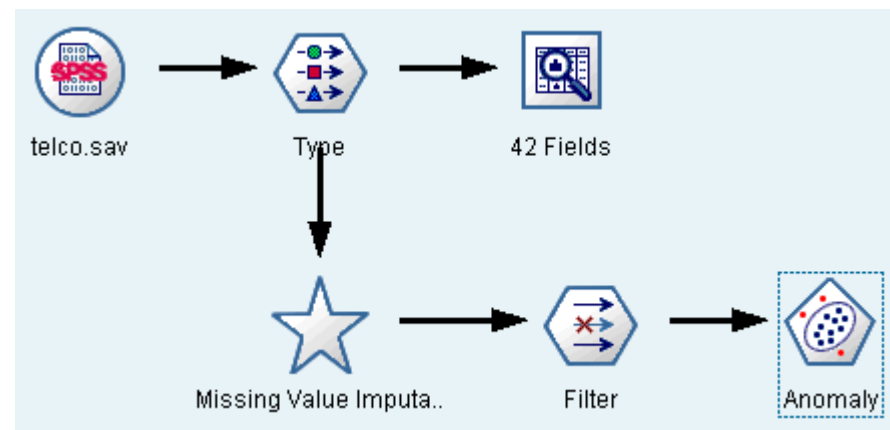 SPSS
telco.sav
Type
42 Fields
Missing Value Imputa..
Filter
Anomaly